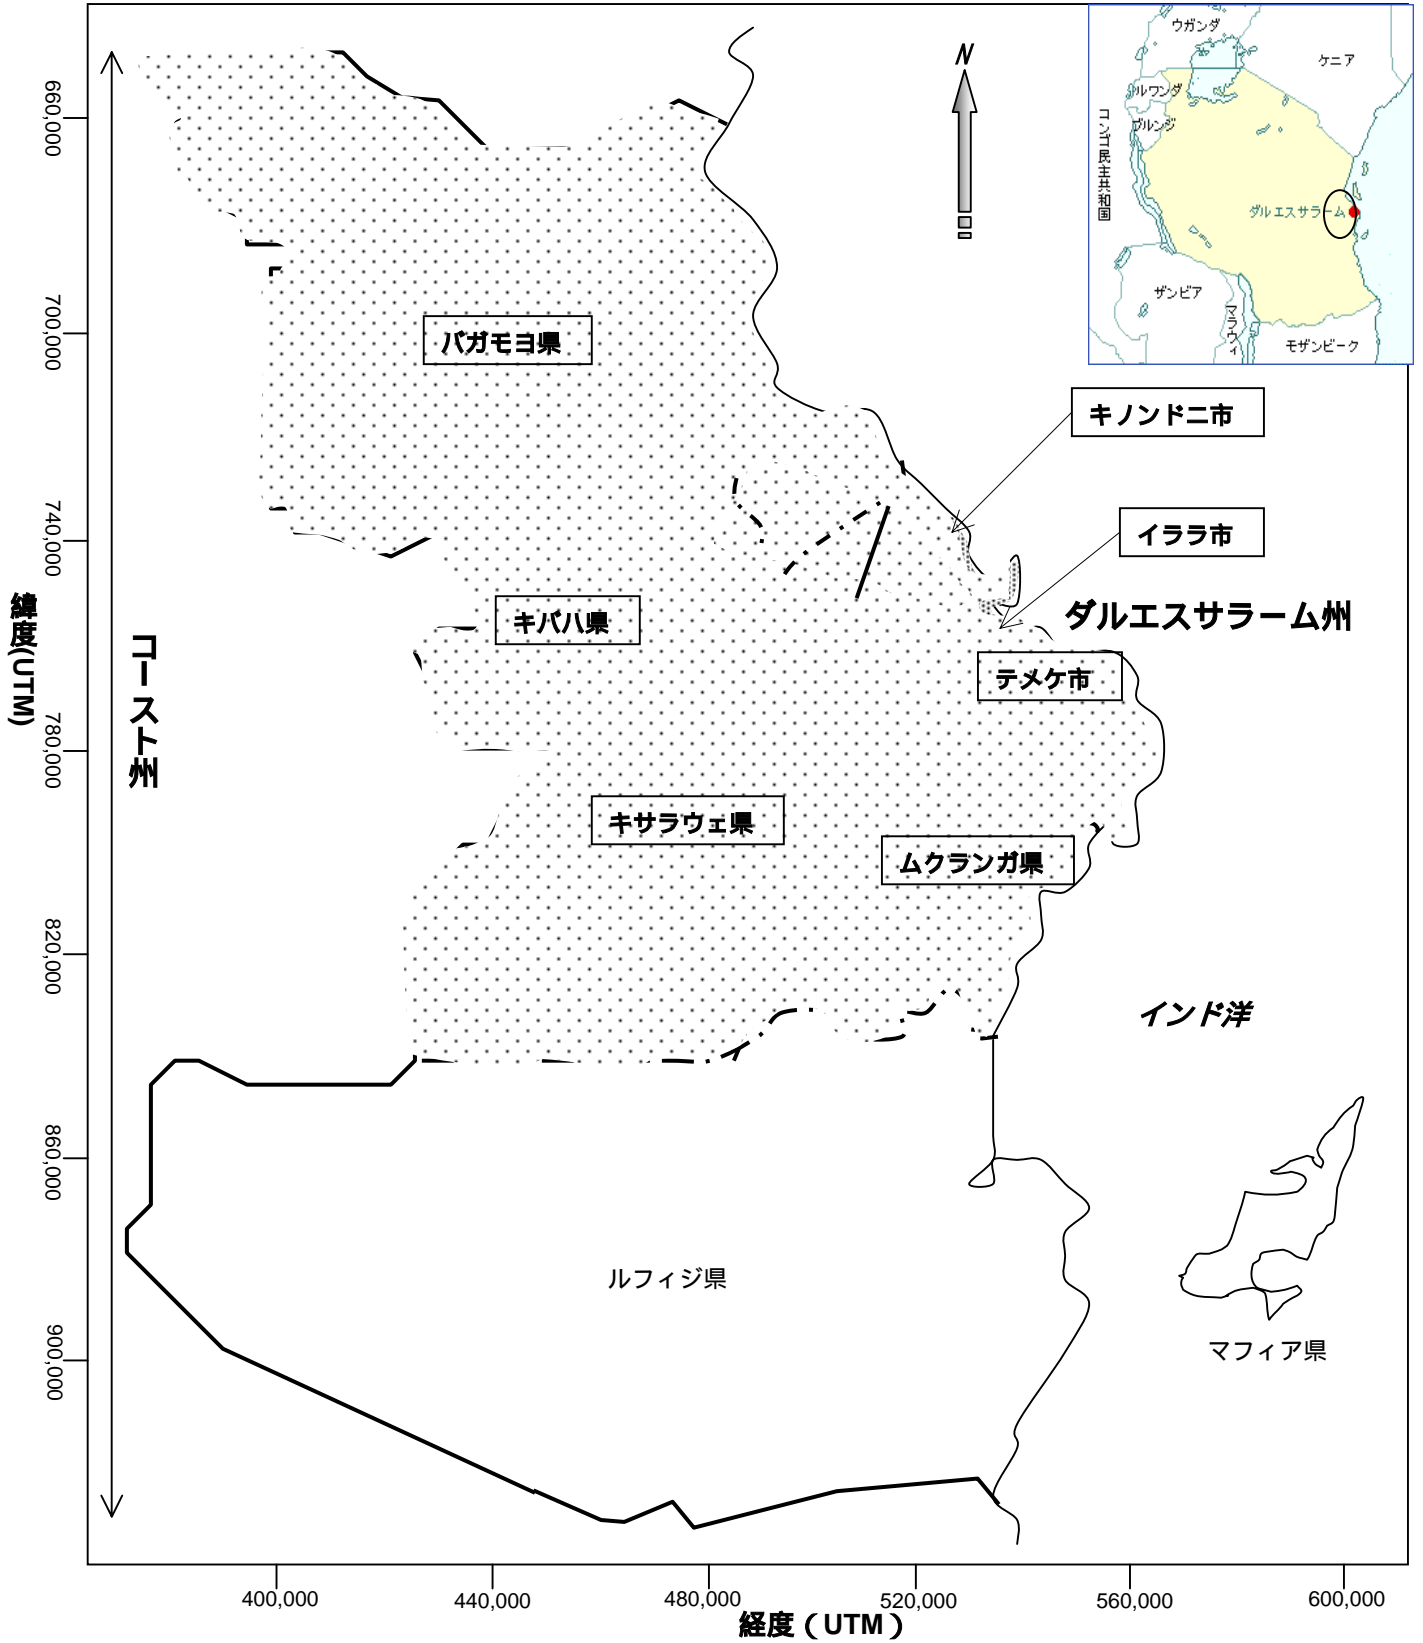 ウガンダ
ケニア
ルワンダ
ブルンジ
コンゴ民主共和国
ダルエスサラーム
ザンビア
マラウィ
モザンビーク
N
660,000
700,000
740,000
780,000
820,000
860,000
900,000
緯度(UTM)
コースト州
バガモヨ県
キノンドニ市
イララ市
ダルエスサラーム州
キバハ県
テメケ市
キサラウェ県
ムクランガ県
インド洋
ルフィジ県
マフィア県
400,000
440,000
480,000
520,000
560,000
600,000
経度（UTM）